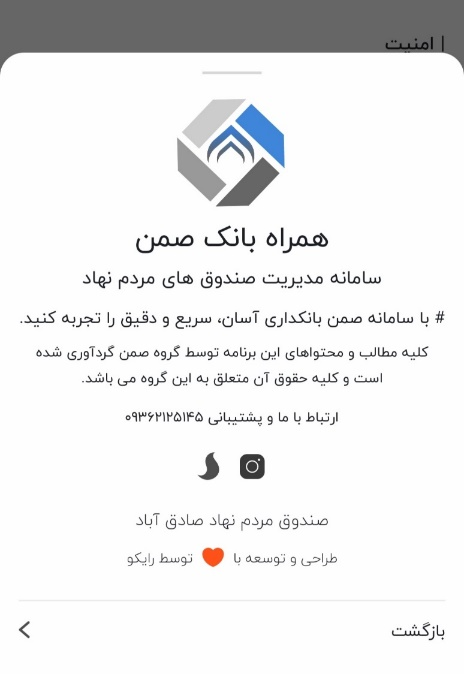 | امنیت
همراه بانک صمن
سامانه مدیریت صندوق های مردم نهاد
# با سامانه صمن بانکداری آسان، سریع و دقیق را تجربه کنید.
کلیه مطالب و محتواهای این برنامه توسط گروه صمن گردآوری شده
است و کلیه حقوق آن متعلق به این گروه می باشد.
ارتباط با ما و پشتیبانی ۰۹۳۶۲۱۲۵۱۴۵
صندوق مردم نهاد صادق آباد
طراحی و توسعه با ❤ توسط رایکو
بازگشت